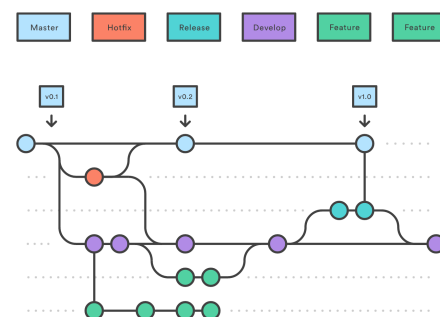 Master
Hotfix
Release
Develop
Feature
Feature
v0.1
v0.2
v1.0